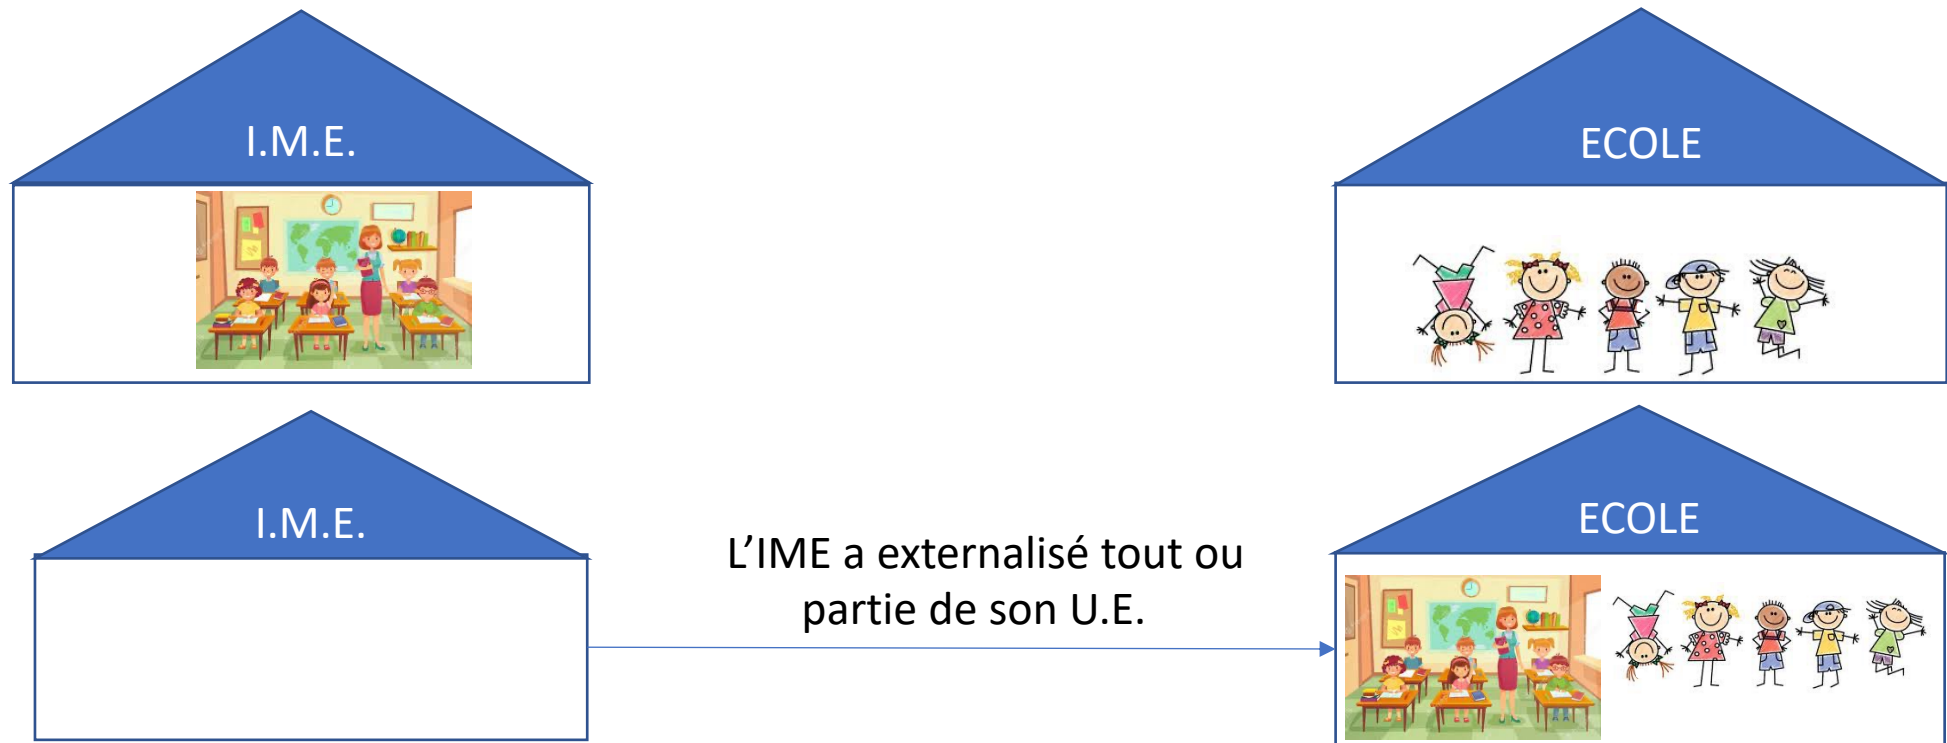 I.M.E.
ECOLE
I.M.E.
ECOLE
L’IME a externalisé tout ou
partie de son U.E.